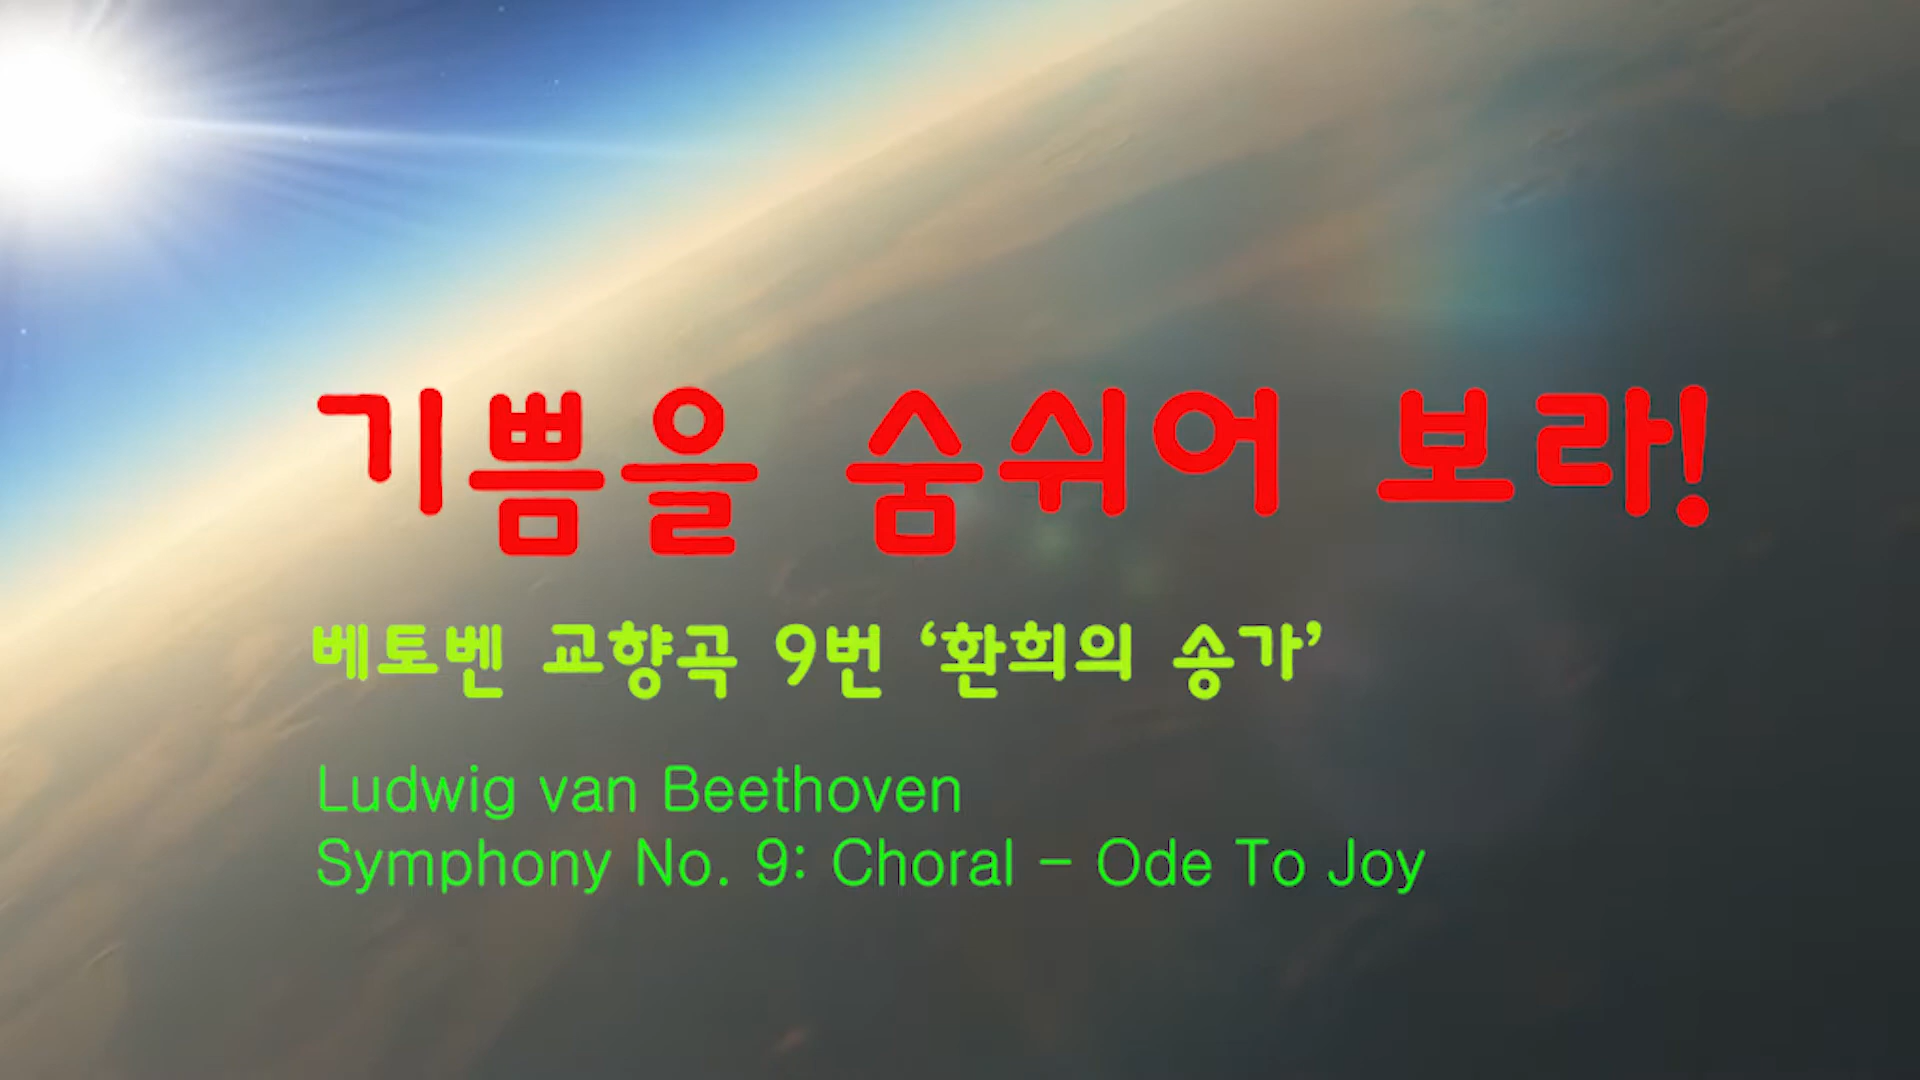 기쁨을 숨쉬어 보라!
베토벤 교향곡 9번 ‘환희의 송가’
Ludwig van Beethoven
Symphony No. 9: Choral - Ode To Joy